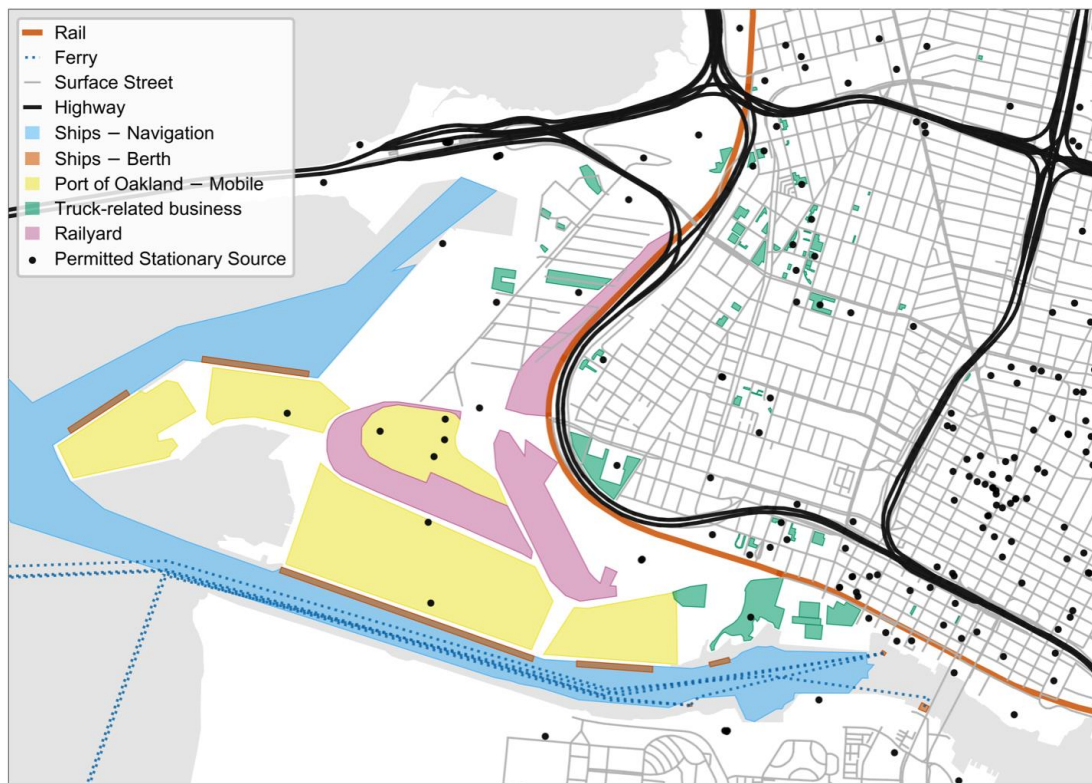 Rail
Ferry
Surface Street
Highway
Ships – Navigation
Ships – Berth
Port of Oakland – Mobile
Truck-related business
Railyard
Permitted Stationary Source